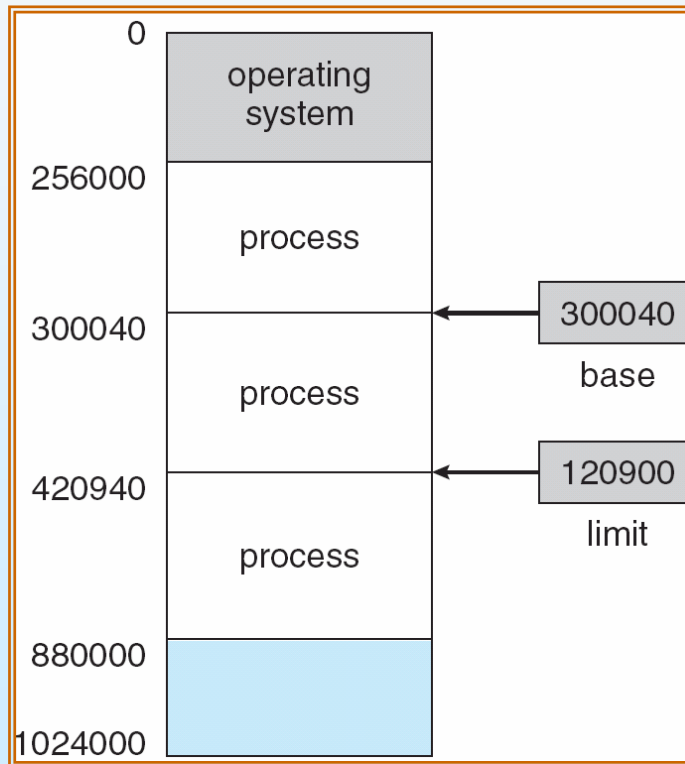 0
operating
system
256000
process
300040
300040
base
process
420940
120900
limit
process
880000
1024000